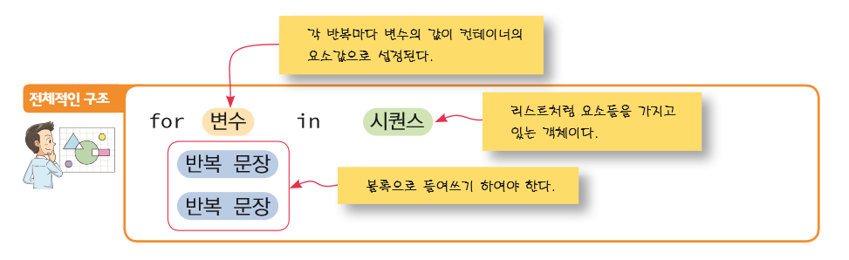 각 반복마다 변수의 값이 컨테이너의
요소값으로 설정된다.
전체적인 구조
for 변수 in 시퀀스
리스트처럼 요소들을 가지고
있는 객체이다.
반복 문장
블록으로 들여쓰기 하여야 한다.
반복 문장